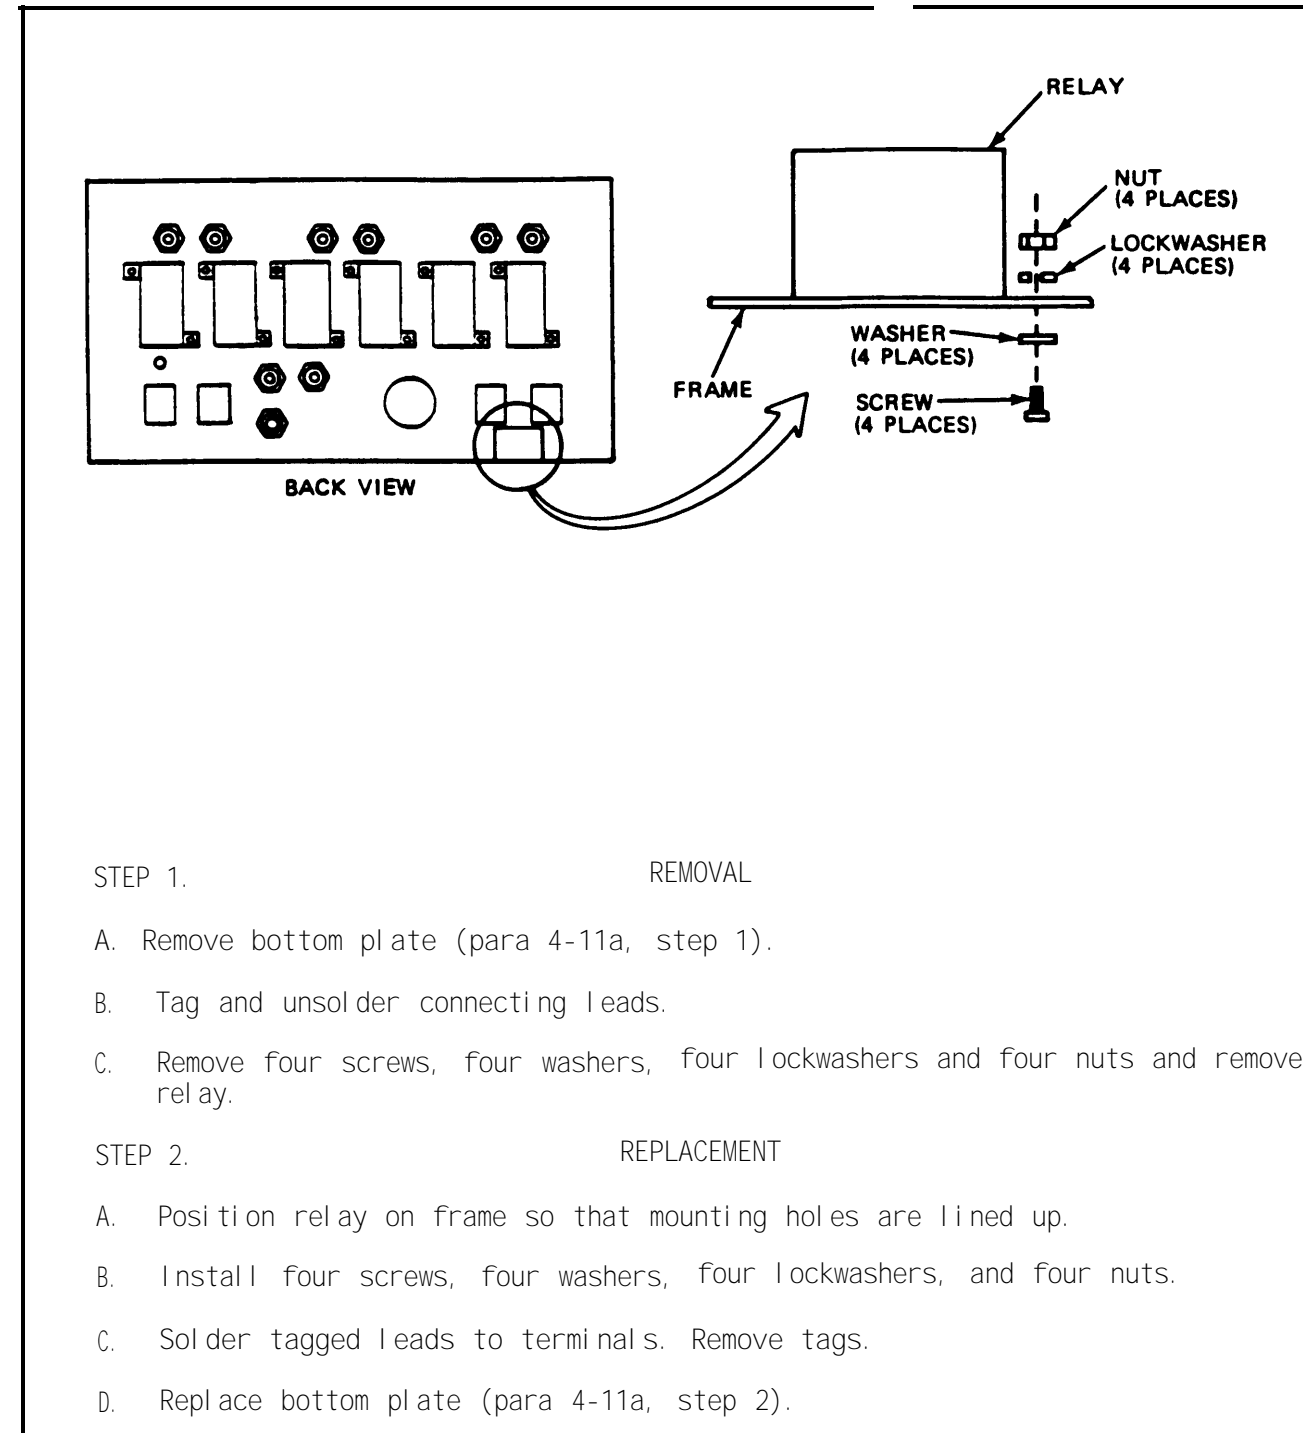 RELAY
NUT
(4 PLACES)
LOCKWASHER
(4 PLACES)
WASHER
(4 PLACES)
FRAME
SCREW
(4 PLACES)
BACK VIEW
STEP 1. REMOVAL
A. Remove bottom plate (para 4-11a, step 1).
B. Tag and unsolder connecting leads.
C. Remove four screws, four washers, four lockwashers and four nuts and remove
relay.
STEP 2. REPLACEMENT
A. Position relay on frame so that mounting holes are lined up.
B. Install four screws, four washers, four lockwashers, and four nuts.
C. Solder tagged leads to terminals. Remove tags.
D. Replace bottom plate (para 4-11a, step 2).